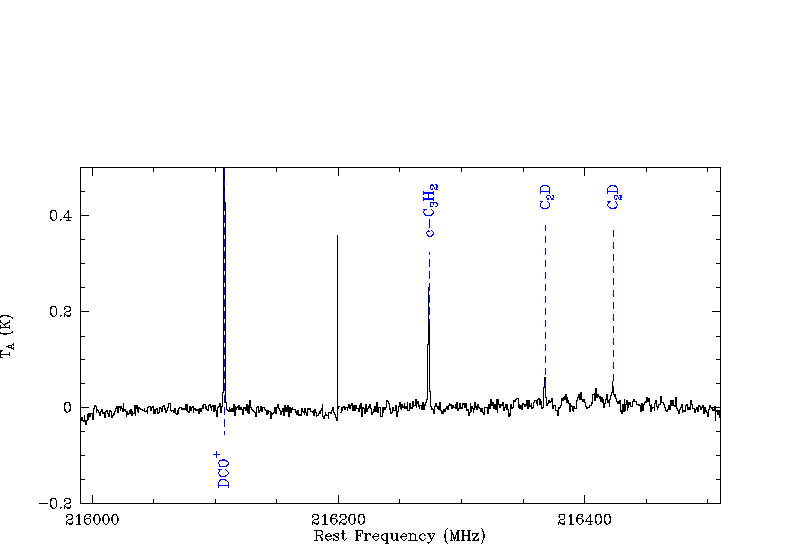 c-C₃H₂
C₂D
C₂D
DCO⁺
0.4
0.2
0
-0.2
T_A (K)
216000
216200
216400
Rest Frequency (MHz)